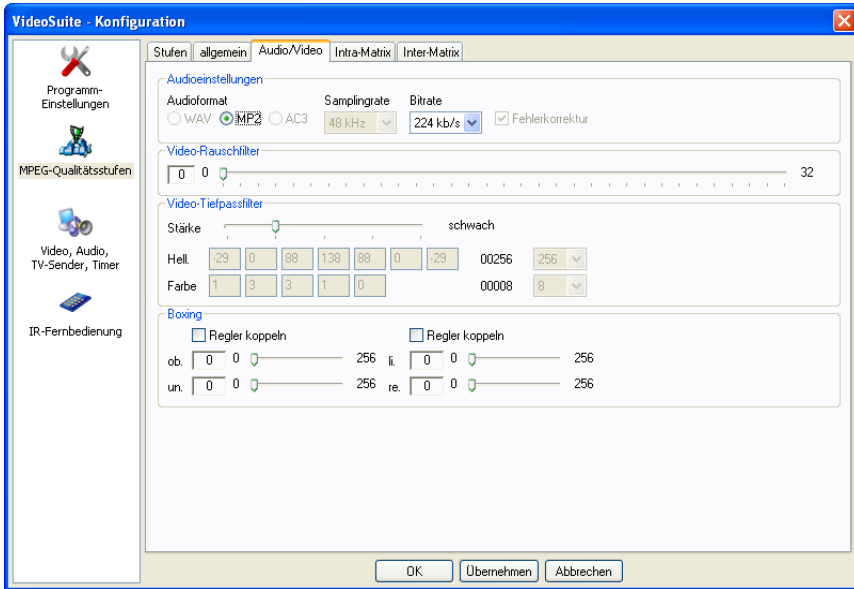 VideoSuite - Konfiguration
Programm-
Einstellungen
MPEG-Qualitätsstufen
Video, Audio,
TV-Sender, Timer
IR-Fernbedienung
Stufen allgemein Audio/Video Intra-Matrix Inter-Matrix
Audioeinstellungen
Audioformat Samplingrate Bitrate
WAV MP2 AC3 48 kHz 224 kb/s Fehlerkorrektur
Video-Rauschfilter
0 0 32
Video-Tiefpassfilter
Stärke schwach
Hell. -29 0 88 138 88 0 -29 00256 256
Farbe 1 3 3 1 0 00008 8
Boxing
Regler koppeln Regler koppeln
ob. 0 0 256 li. 0 0 256
un. 0 0 256 re. 0 0 256
OK Übernehmen Abbrechen